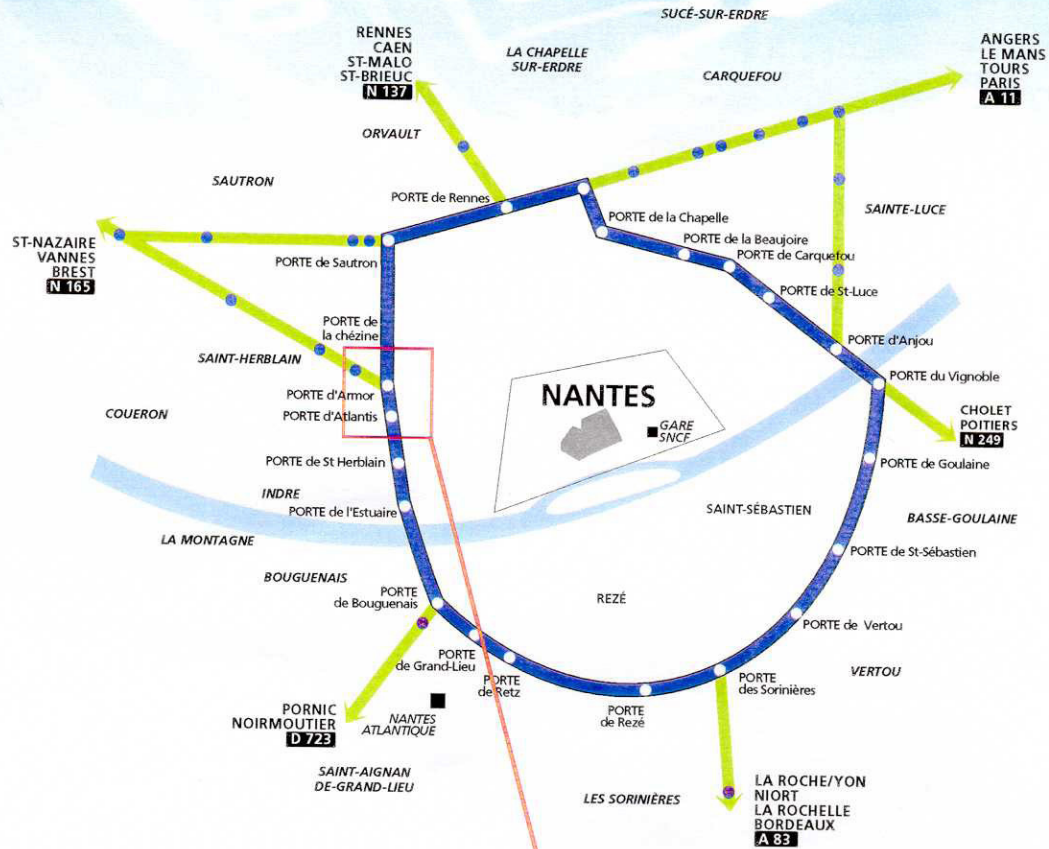 SUCÉ-SUR-ERDRE
RENNES
CAEN
ST-MALO
ST-BRIEUC
N 137
LA CHAPELLE
SUR-ERDRE
CARQUEFOU
ANGERS
LE MANS
TOURS
PARIS
A 11
ORVAULT
SAUTRON
PORTE de Rennes
PORTE de la Chapelle
SAINTE-LUCE
ST-NAZAIRE
VANNES
BREST
N 165
PORTE de Sautron
PORTE de la Beaujoire
PORTE de Carquefou
PORTE de St-Luce
PORTE de
la chézine
SAINT-HERBLAIN
PORTE d'Anjou
PORTE d'Armor
PORTE d'Atlantis
COUERON
NANTES
GARE
SNCF
PORTE du Vignoble
CHOLET
POITIERS
N 249
PORTE de St Herblain
PORTE de Goulaine
INDRE
PORTE de l'Estuaire
SAINT-SÉBASTIEN
BASSE-GOULAINE
LA MONTAGNE
PORTE de St-Sébastien
BOUGUENAIS
PORTE
de Bouguenais
REZÉ
PORTE de Vertou
PORTE
de Grand-Lieu
PORTE
de Retz
PORTE
des Sorinières
VERTOU
PORNIC
NOIRMOUTIER
D 723
NANTES
ATLANTIQUE
PORTE
de Rezé
SAINT-AIGNAN
DE-GRAND-LIEU
LES SORINIÈRES
LA ROCHE/YON
NIORT
LA ROCHELLE
BORDEAUX
A 83